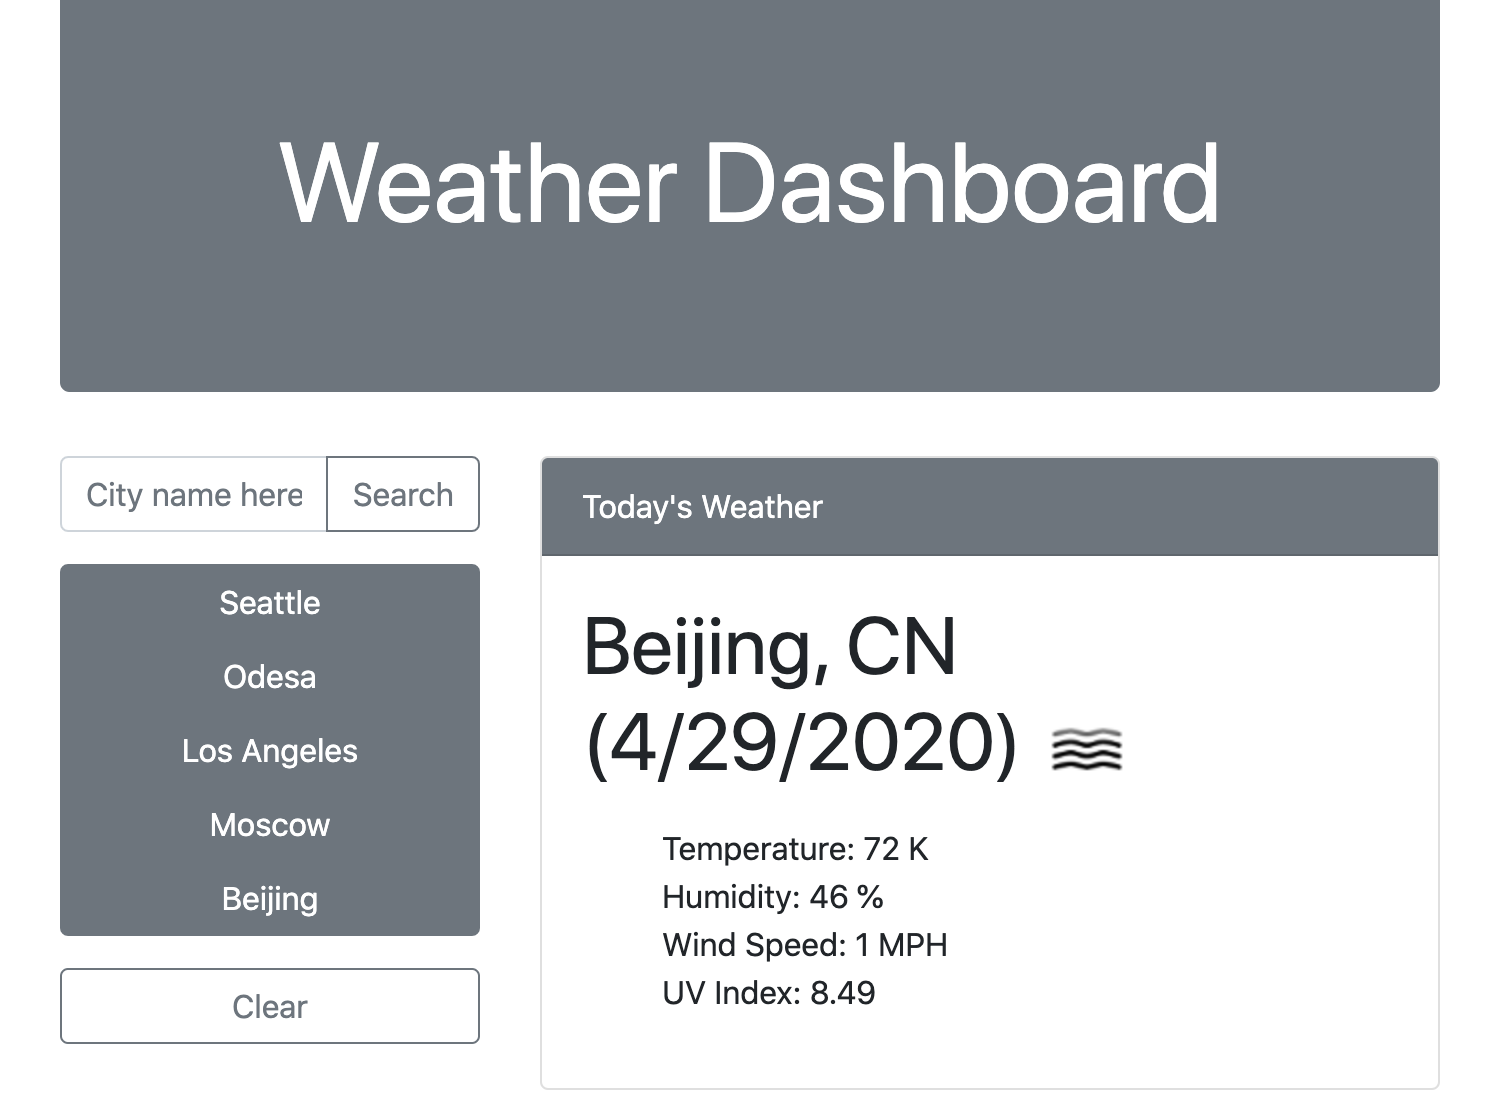 Weather Dashboard
City name here
Search
Seattle
Odesa
Los Angeles
Moscow
Beijing
Clear
Today's Weather
Beijing, CN
(4/29/2020)
Temperature: 72 K
Humidity: 46 %
Wind Speed: 1 MPH
UV Index: 8.49